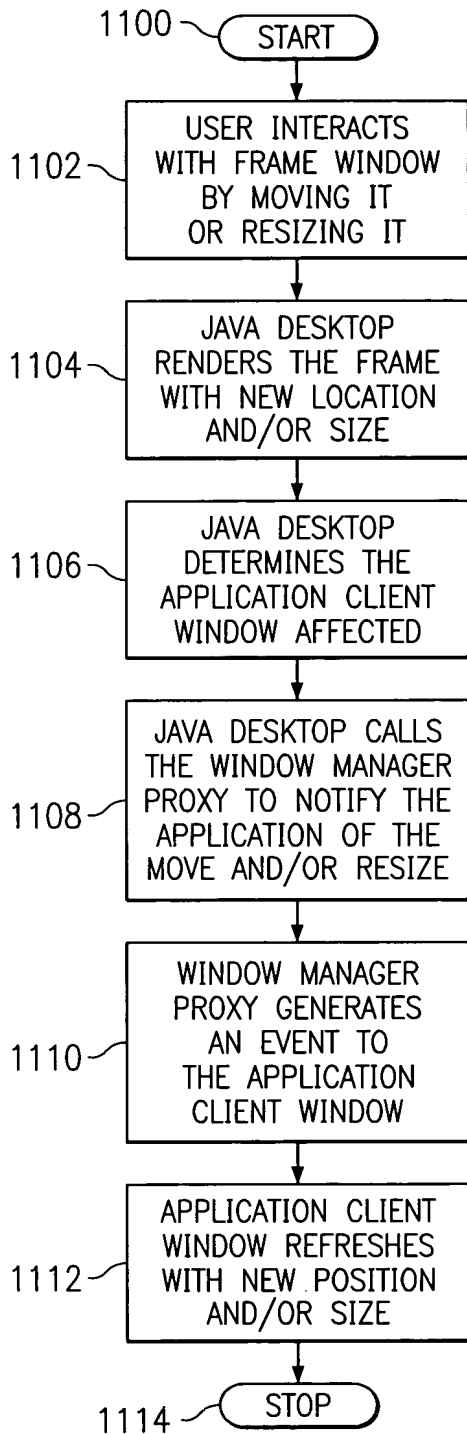 1100
START
1102
USER INTERACTS
WITH FRAME WINDOW
BY MOVING IT
OR RESIZING IT
1104
JAVA DESKTOP
RENDERS THE FRAME
WITH NEW LOCATION
AND/OR SIZE
1106
JAVA DESKTOP
DETERMINES THE
APPLICATION CLIENT
WINDOW AFFECTED
1108
JAVA DESKTOP CALLS
THE WINDOW MANAGER
PROXY TO NOTIFY THE
APPLICATION OF THE
MOVE AND/OR RESIZE
1110
WINDOW MANAGER
PROXY GENERATES
AN EVENT TO
THE APPLICATION
CLIENT WINDOW
1112
APPLICATION CLIENT
WINDOW REFRESHES
WITH NEW POSITION
AND/OR SIZE
1114
STOP